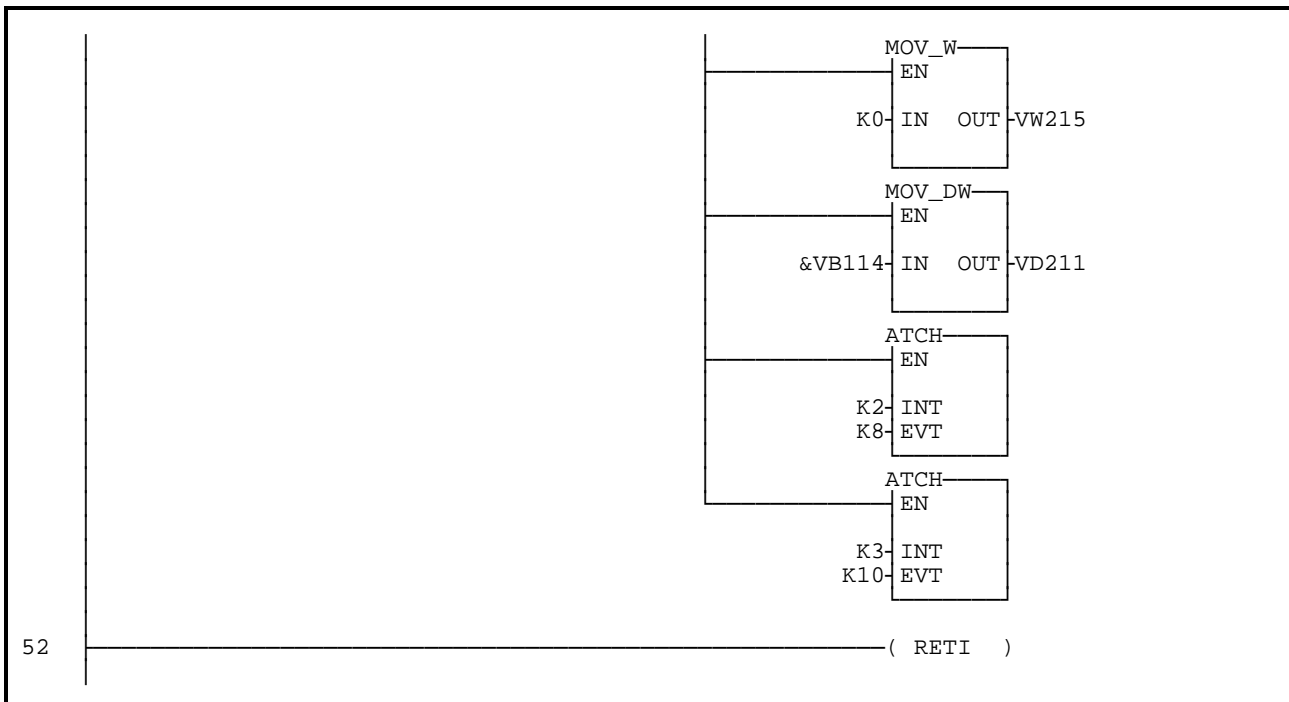 MOV_W
EN
K0 IN OUT VW215
MOV_DW
EN
&VB114 IN OUT VD211
ATCH
EN
K2 INT
K8 EVT
ATCH
EN
K3 INT
K10 EVT
52 ( RETI )